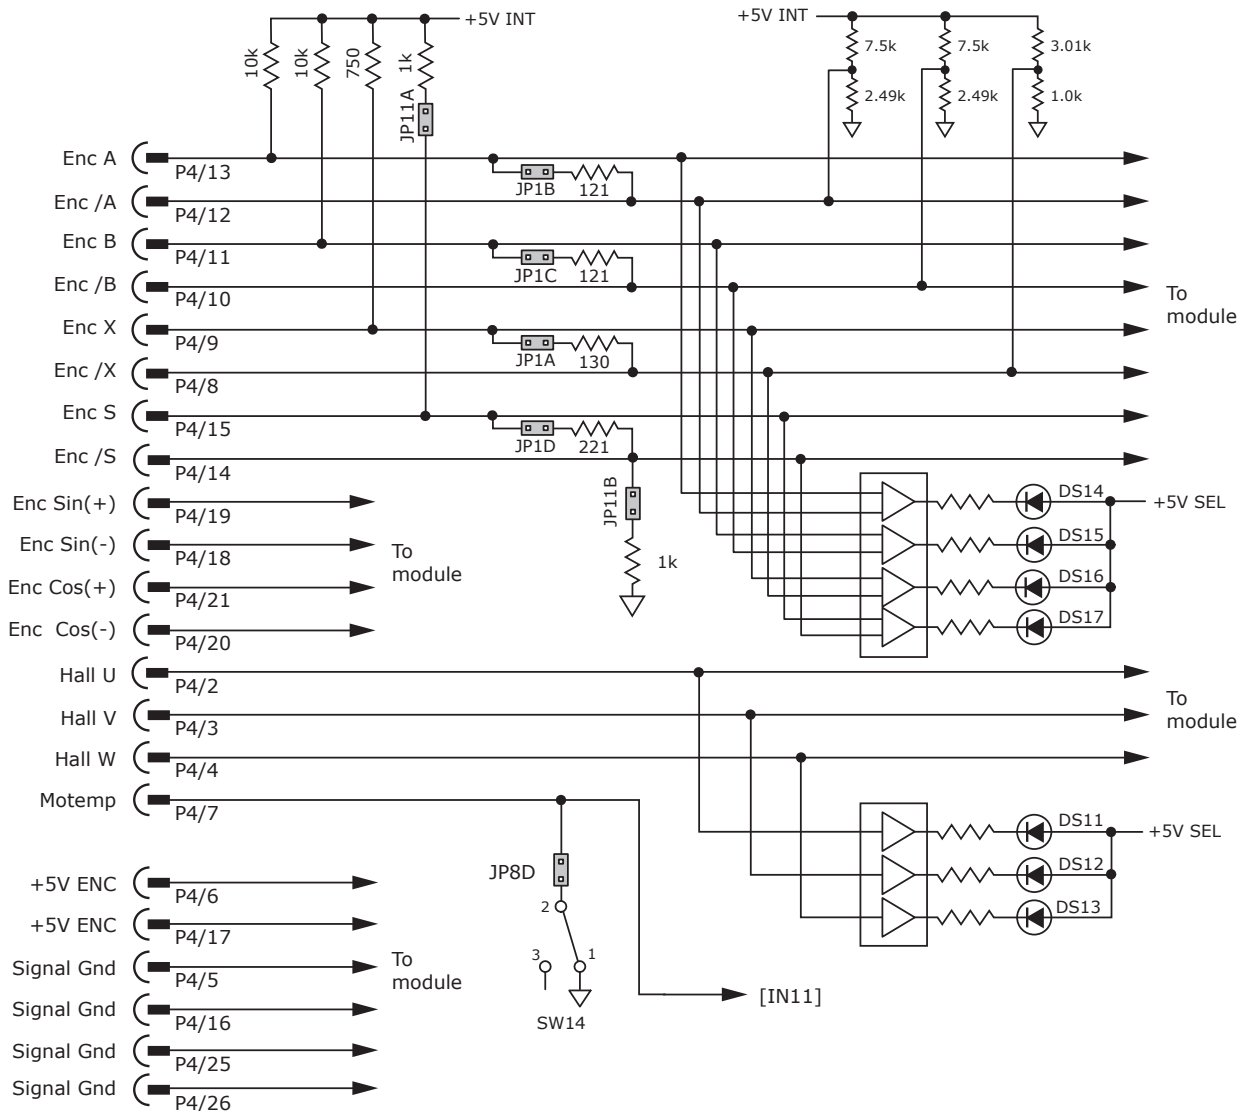 +5V INT
+5V INT
10k
10k
750
1k
JP11A
7.5k
7.5k
3.01k
2.49k
2.49k
1.0k
Enc A
P4/13
JP1B
121
Enc /A
P4/12
Enc B
P4/11
JP1C
121
Enc /B
P4/10
To
module
Enc X
P4/9
JP1A
130
Enc /X
P4/8
Enc S
P4/15
JP1D
221
Enc /S
P4/14
JP11B
1k
Enc Sin(+)
P4/19
Enc Sin(-)
P4/18
To
module
Enc Cos(+)
P4/21
Enc Cos(-)
P4/20
DS14
+5V SEL
DS15
DS16
DS17
Hall U
P4/2
Hall V
P4/3
To
module
Hall W
P4/4
Motemp
P4/7
JP8D
2
3
1
SW14
[IN11]
DS11
+5V SEL
DS12
DS13
+5V ENC
P4/6
+5V ENC
P4/17
Signal Gnd
P4/5
To
module
Signal Gnd
P4/16
Signal Gnd
P4/25
Signal Gnd
P4/26